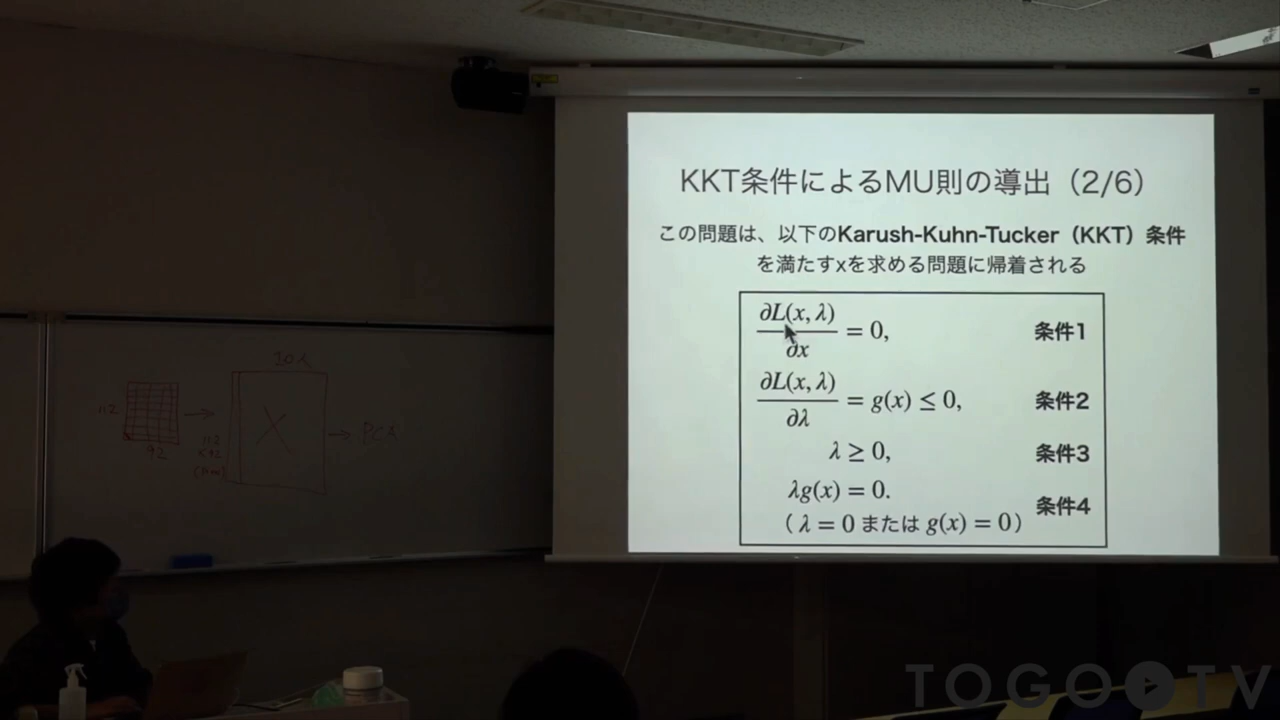 KKT条件によるMU則の導出（2/6）
この問題は、以下のKarush-Kuhn-Tucker（KKT）条件
を満たすxを求める問題に帰着される
∂L(x, λ)/∂x = 0, 条件1
∂L(x, λ)/∂λ = g(x) ≤ 0, 条件2
λ ≥ 0, 条件3
λg(x) = 0. 条件4
（ λ = 0 または g(x) = 0）
112
92
X
PCA
TOGO TV